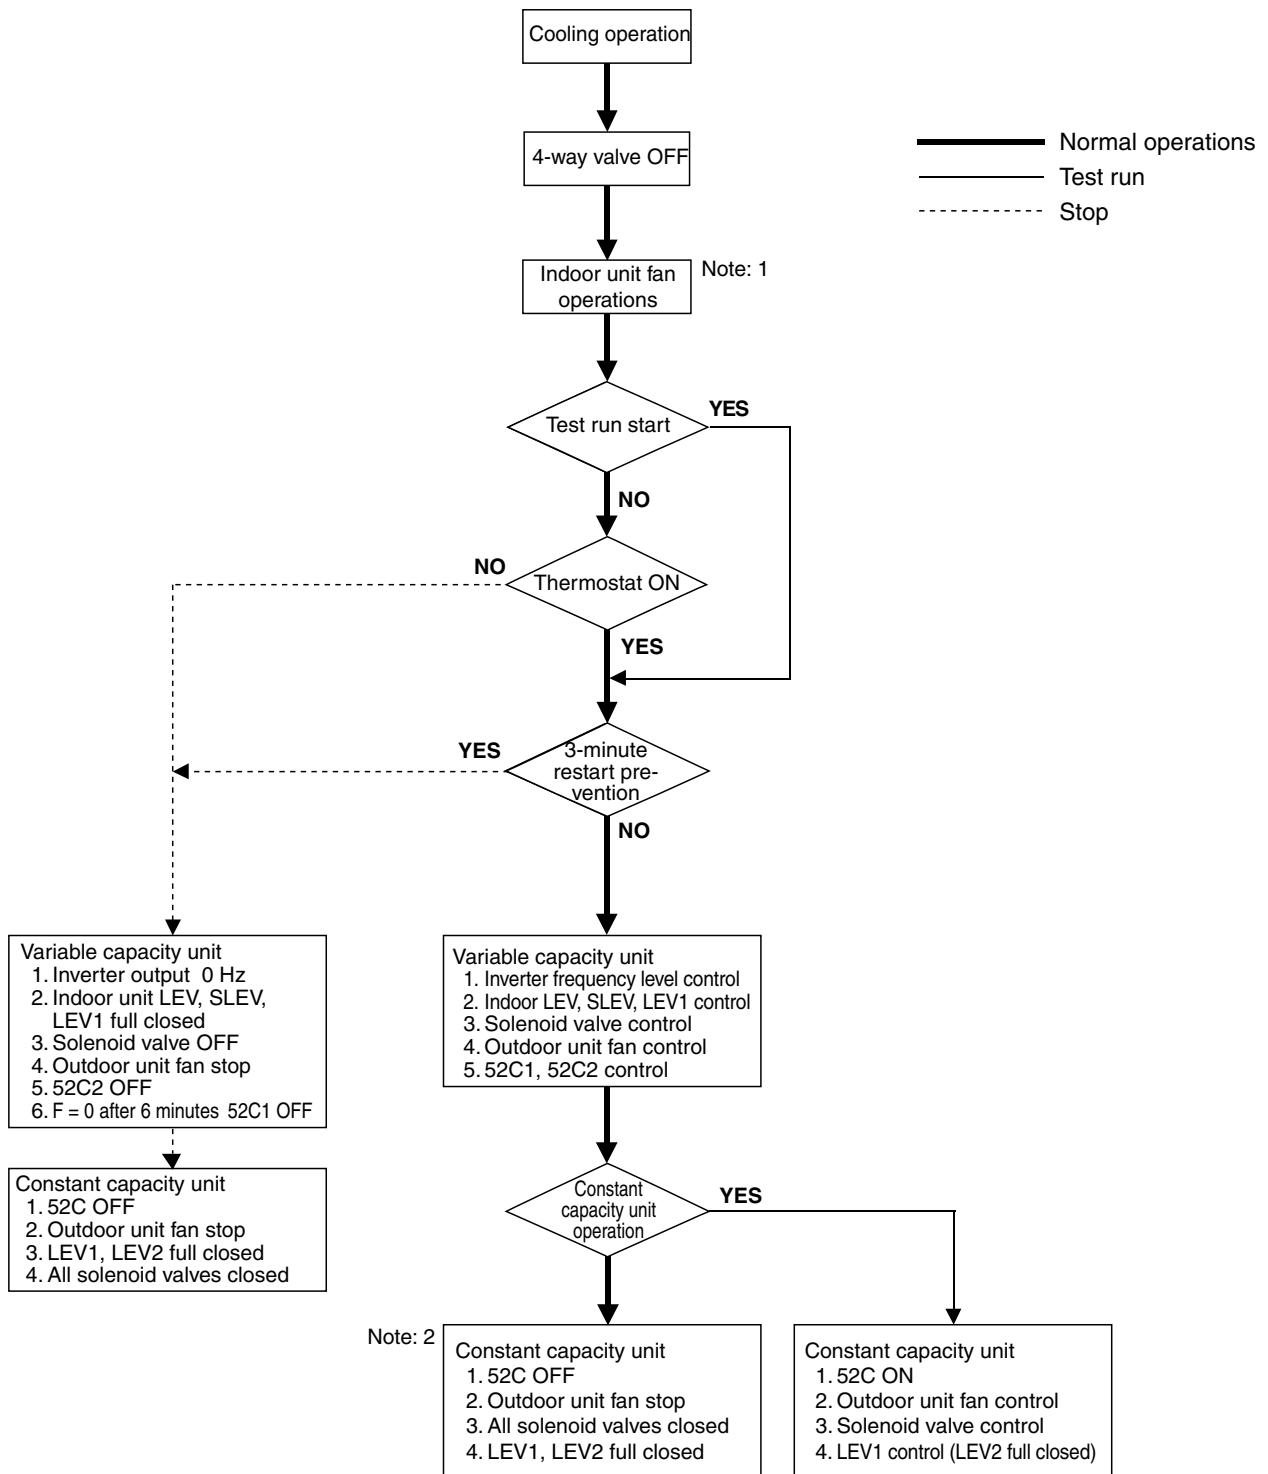 Cooling operation
4-way valve OFF
Normal operations
Test run
Stop
Indoor unit fan
operations
Note: 1
Test run start
YES
NO
Thermostat ON
NO
YES
3-minute
restart pre-
vention
YES
NO
Variable capacity unit
1. Inverter output 0 Hz
2. Indoor unit LEV, SLEV,
LEV1 full closed
3. Solenoid valve OFF
4. Outdoor unit fan stop
5. 52C2 OFF
6. F = 0 after 6 minutes 52C1 OFF
Variable capacity unit
1. Inverter frequency level control
2. Indoor LEV, SLEV, LEV1 control
3. Solenoid valve control
4. Outdoor unit fan control
5. 52C1, 52C2 control
Constant capacity unit
1. 52C OFF
2. Outdoor unit fan stop
3. LEV1, LEV2 full closed
4. All solenoid valves closed
Constant
capacity unit
operation
YES
Note: 2
Constant capacity unit
1. 52C OFF
2. Outdoor unit fan stop
3. All solenoid valves closed
4. LEV1, LEV2 full closed
Constant capacity unit
1. 52C ON
2. Outdoor unit fan control
3. Solenoid valve control
4. LEV1 control (LEV2 full closed)